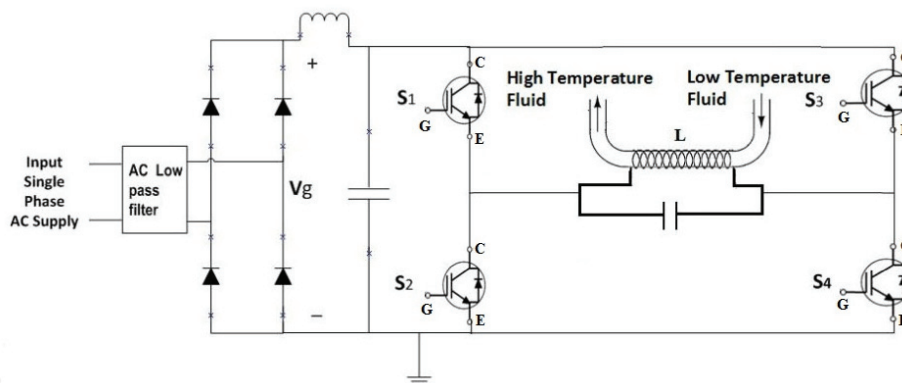 Input
Single
Phase
AC Supply
AC Low
pass
filter
+
Vg
−
S1
C
G
E
S2
C
G
E
High Temperature
Fluid
Low Temperature
Fluid
L
S3
G
S4
G